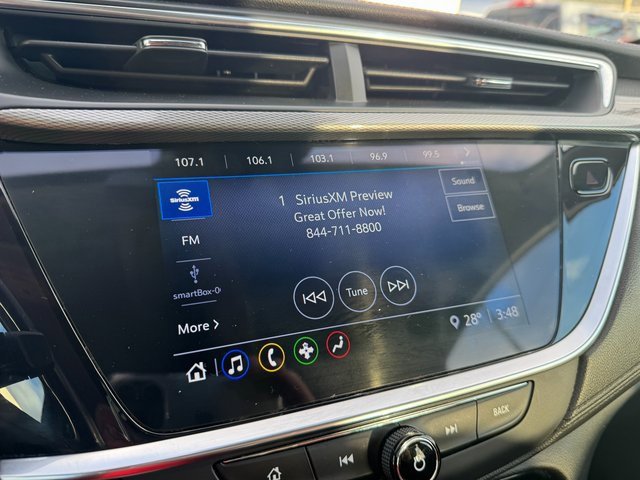 107.1 106.1 103.1 96.9 99.5
SiriusXM
1 SiriusXM Preview
Great Offer Now!
844-711-8800
Sound
Browse
FM
smartBox-0
Tune
More
28° 3:48
BACK